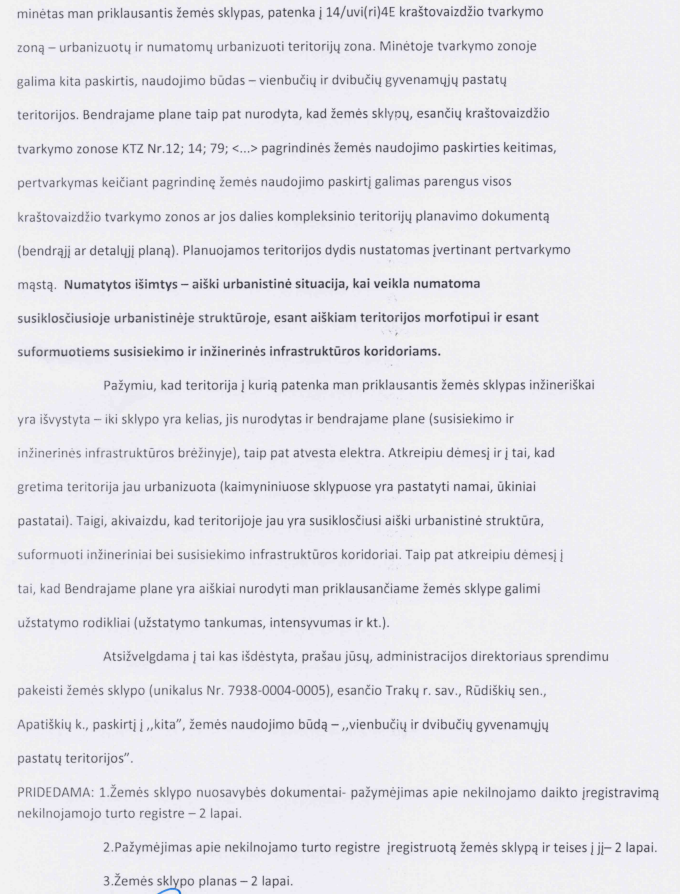 minėtas man priklausantis žemės sklypas, patenka į 14/uvi(ri)4E kraštovaizdžio tvarkymo
zoną – urbanizuotų ir numatomų urbanizuoti teritorijų zona. Minėtoje tvarkymo zonoje
galima kita paskirtis, naudojimo būdas – vienbučių ir dvibučių gyvenamųjų pastatų
teritorijos. Bendrajame plane taip pat nurodyta, kad žemės sklypų, esančių kraštovaizdžio
tvarkymo zonose KTZ Nr.12; 14; 79; <...> pagrindinės žemės naudojimo paskirties keitimas,
pertvarkymas keičiant pagrindinę žemės naudojimo paskirtį galimas parengus visos
kraštovaizdžio tvarkymo zonos ar jos dalies kompleksinio teritorijų planavimo dokumentą
(bendrąjį ar detalųjį planą). Planuojamos teritorijos dydis nustatomas įvertinant pertvarkymo
mąstą. Numatytos išimtys – aiški urbanistinė situacija, kai veikla numatoma
susiklosčiusioje urbanistinėje struktūroje, esant aiškiam teritorijos morfotipui ir esant
suformuotiems susisiekimo ir inžinerinės infrastruktūros koridoriams.
Pažymiu, kad teritorija į kurią patenka man priklausantis žemės sklypas inžineriškai
yra išvystyta – iki sklypo yra kelias, jis nurodytas ir bendrajame plane (susisiekimo ir
inžinerinės infrastruktūros brėžinyje), taip pat atvesta elektra. Atkreipiu dėmesį ir į tai, kad
gretima teritorija jau urbanizuota (kaimyniniuose sklypuose yra pastatyti namai, ūkiniai
pastatai). Taigi, akivaizdu, kad teritorijoje jau yra susiklosčiusi aiški urbanistinė struktūra,
suformuoti inžineriniai bei susisiekimo infrastruktūros koridoriai. Taip pat atkreipiu dėmesį į
tai, kad Bendrajame plane yra aiškiai nurodyti man priklausančiame žemės sklype galimi
užstatymo rodikliai (užstatymo tankumas, intensyvumas ir kt.).
Atsižvelgdama į tai kas išdėstyta, prašau jūsų, administracijos direktoriaus sprendimu
pakeisti žemės sklypo (unikalus Nr. 7938-0004-0005), esančio Trakų r. sav., Rūdiškių sen.,
Apatiškių k., paskirtį į ,,kita", žemės naudojimo būdą – ,,vienbučių ir dvibučių gyvenamųjų
pastatų teritorijos".
PRIDEDAMA: 1.Žemės sklypo nuosavybės dokumentai- pažymėjimas apie nekilnojamo daikto įregistravimą
nekilnojamojo turto registre – 2 lapai.
2.Pažymėjimas apie nekilnojamo turto registre įregistruotą žemės sklypą ir teises į jį– 2 lapai.
3.Žemės sklypo planas – 2 lapai.